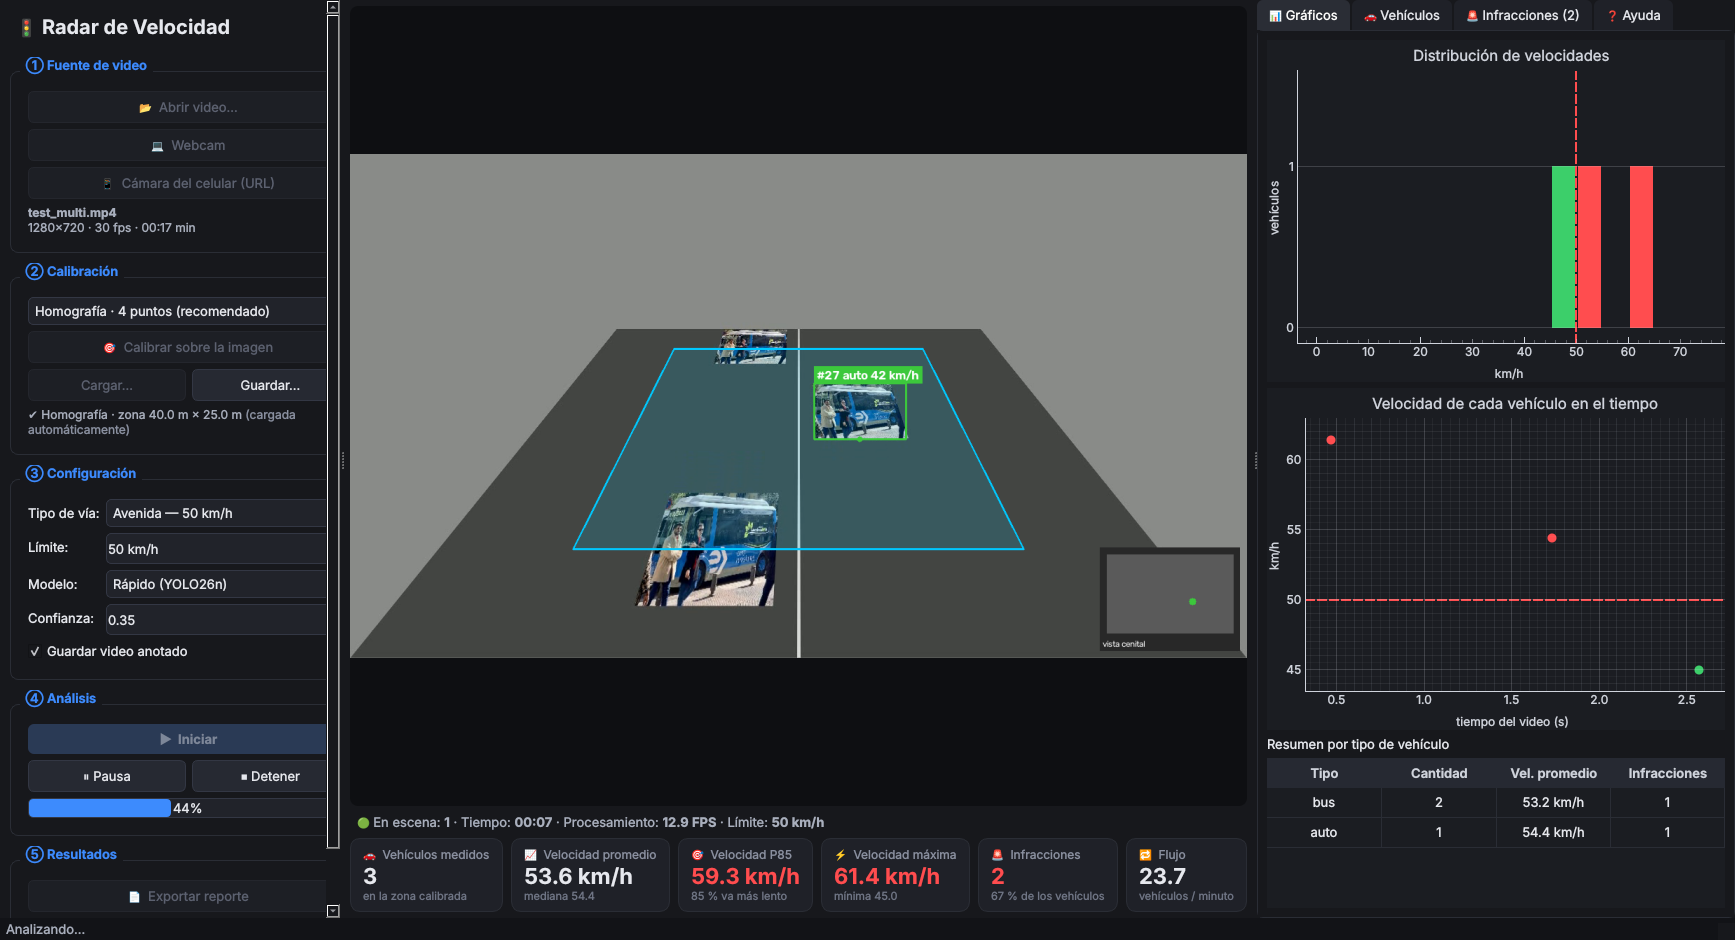 Radar de Velocidad
1 Fuente de video
Abrir video...
Webcam
Cámara del celular (URL)
test_multi.mp4
1280×720 · 30 fps · 00:17 min
2 Calibración
Homografía · 4 puntos (recomendado)
Calibrar sobre la imagen
Cargar...
Guardar...
✓ Homografía · zona 40.0 m × 25.0 m (cargada
automáticamente)
3 Configuración
Tipo de vía: Avenida — 50 km/h
Límite: 50 km/h
Modelo: Rápido (YOLO26n)
Confianza: 0.35
✓ Guardar video anotado
4 Análisis
Iniciar
Pausa
Detener
44%
5 Resultados
Exportar reporte
Analizando...
#27 auto 42 km/h
vista cenital
En escena: 1 · Tiempo: 00:07 · Procesamiento: 12.9 FPS · Límite: 50 km/h
Vehículos medidos
3
en la zona calibrada
Velocidad promedio
53.6 km/h
mediana 54.4
Velocidad P85
59.3 km/h
85 % va más lento
Velocidad máxima
61.4 km/h
mínima 45.0
Infracciones
2
67 % de los vehículos
Flujo
23.7
vehículos / minuto
Gráficos
Vehículos
Infracciones (2)
Ayuda
Distribución de velocidades
vehículos
1
0
0 10 20 30 40 50 60 70
km/h
Velocidad de cada vehículo en el tiempo
km/h
60
55
50
45
0.5 1.0 1.5 2.0 2.5
tiempo del video (s)
Resumen por tipo de vehículo
Tipo Cantidad Vel. promedio Infracciones
bus 2 53.2 km/h 1
auto 1 54.4 km/h 1